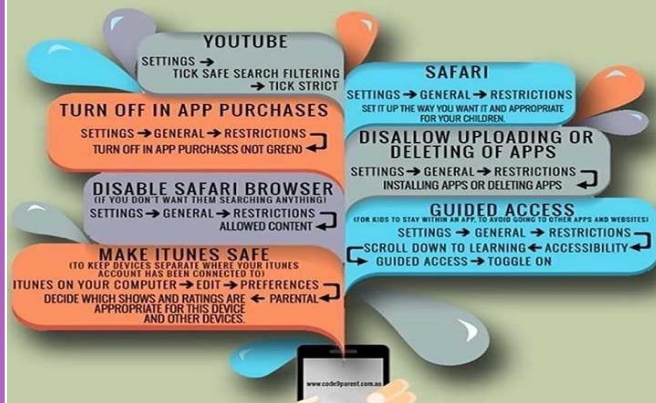 YOUTUBE
SETTINGS →
TICK SAFE SEARCH FILTERING
→ TICK STRICT
SAFARI
SETTINGS → GENERAL → RESTRICTIONS
SET IT UP THE WAY YOU WANT IT AND APPROPRIATE
FOR YOUR CHILDREN.
TURN OFF IN APP PURCHASES
SETTINGS → GENERAL → RESTRICTIONS
TURN OFF IN APP PURCHASES (NOT GREEN)
DISALLOW UPLOADING OR
DELETING OF APPS
SETTINGS → GENERAL → RESTRICTIONS
INSTALLING APPS OR DELETING APPS
DISABLE SAFARI BROWSER
(IF YOU DON'T WANT THEM SEARCHING ANYTHING)
SETTINGS → GENERAL → RESTRICTIONS
ALLOWED CONTENT
GUIDED ACCESS
(FOR KIDS TO STAY WITHIN AN APP, TO AVOID GOING TO OTHER APPS AND WEBSITES)
SETTINGS → GENERAL → RESTRICTIONS
SCROLL DOWN TO LEARNING ← ACCESSIBILITY
GUIDED ACCESS → TOGGLE ON
MAKE ITUNES SAFE
(TO KEEP DEVICES SEPARATE WHERE YOUR ITUNES
ACCOUNT HAS BEEN CONNECTED TO)
ITUNES ON YOUR COMPUTER → EDIT → PREFERENCES
DECIDE WHICH SHOWS AND RATINGS ARE ← PARENTAL
APPROPRIATE FOR THIS DEVICE
AND OTHER DEVICES.
www.code9parent.com.au